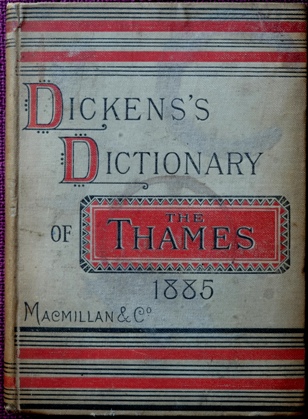 DICKENS'S
DICTIONARY
OF THE THAMES
1885
MACMILLAN & Co